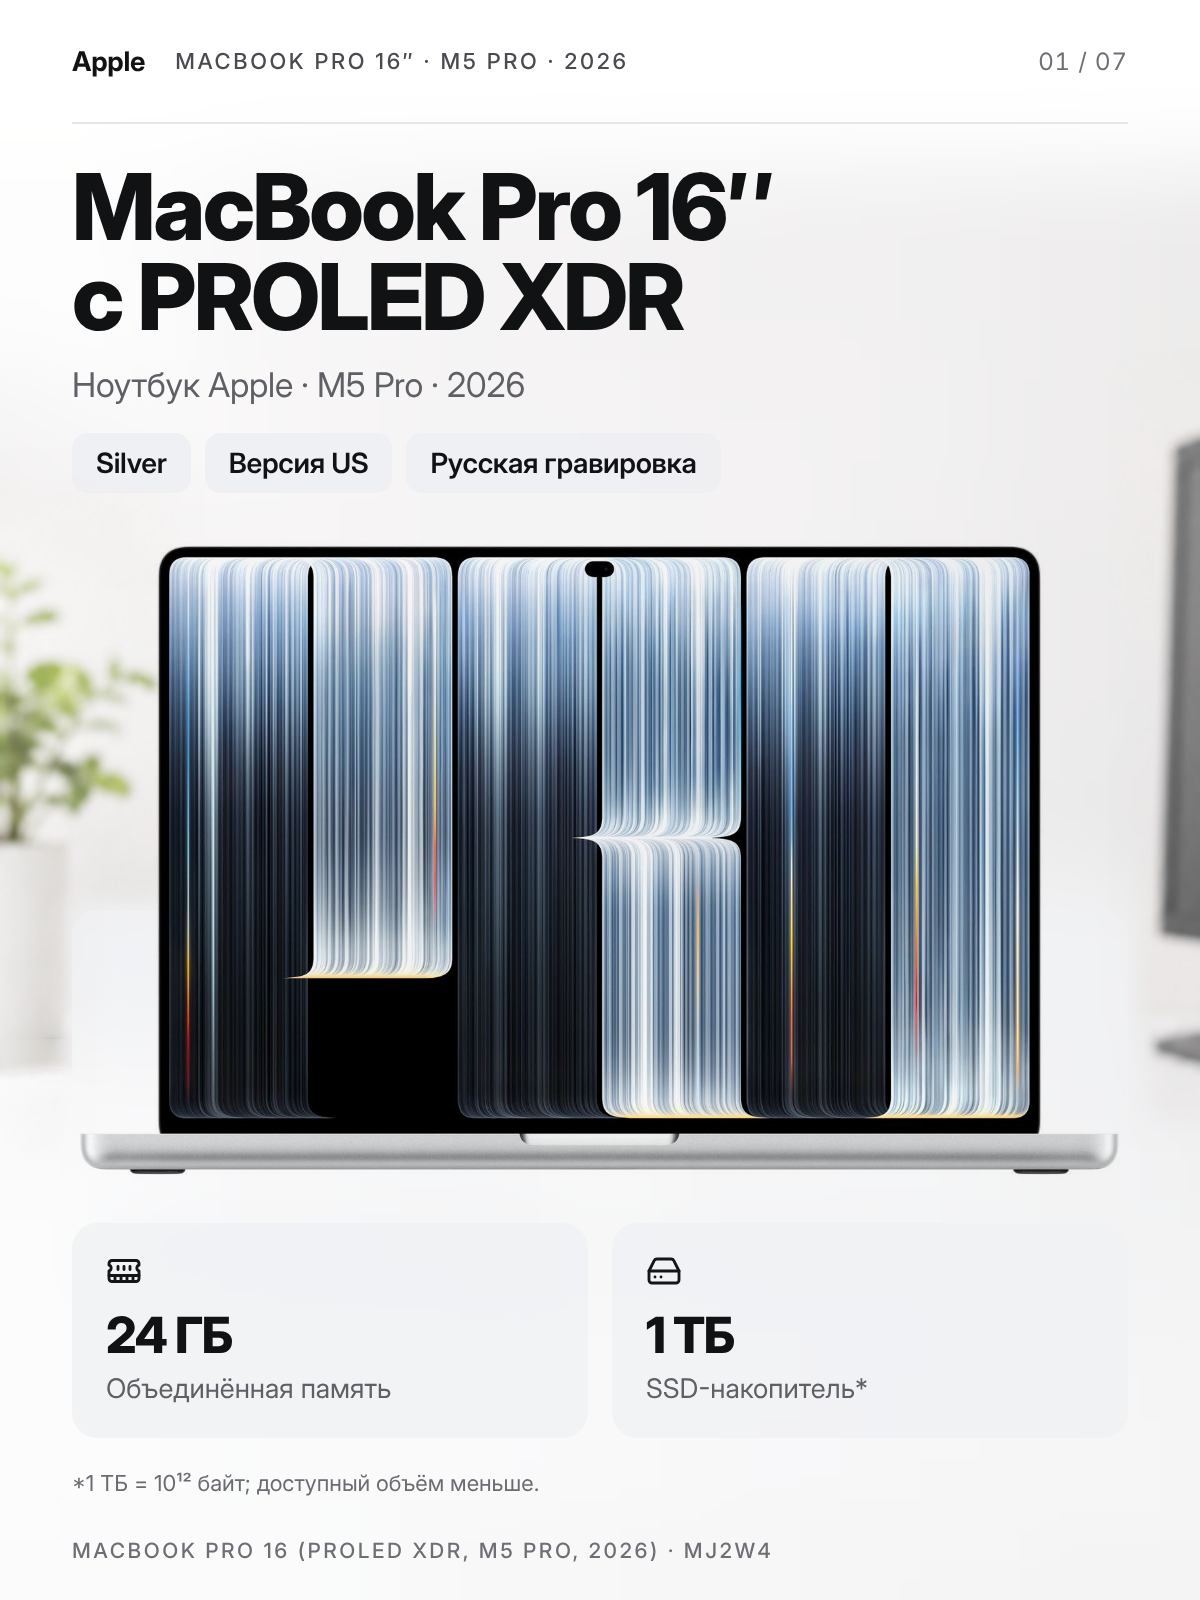 Apple MACBOOK PRO 16″ · M5 PRO · 2026 01 / 07
MacBook Pro 16″
с PROLED XDR
Ноутбук Apple · M5 Pro · 2026
Silver Версия US Русская гравировка
24 ГБ
Объединённая память
1 ТБ
SSD-накопитель*
*1 ТБ = 10¹² байт; доступный объём меньше.
MACBOOK PRO 16 (PROLED XDR, M5 PRO, 2026) · MJ2W4